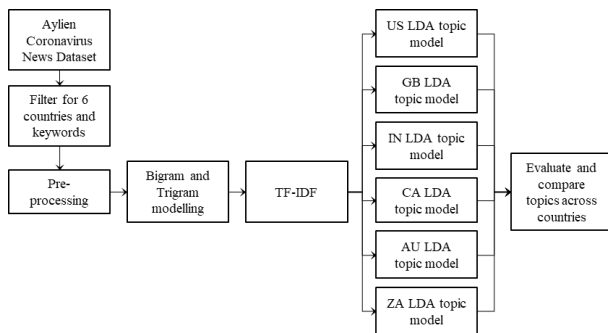 Aylien
Coronavirus
News Dataset
Filter for 6
countries and
keywords
Pre-
processing
Bigram and
Trigram
modelling
TF-IDF
US LDA topic
model
GB LDA
topic model
IN LDA topic
model
CA LDA
topic model
AU LDA
topic model
ZA LDA topic
model
Evaluate and
compare
topics across
countries